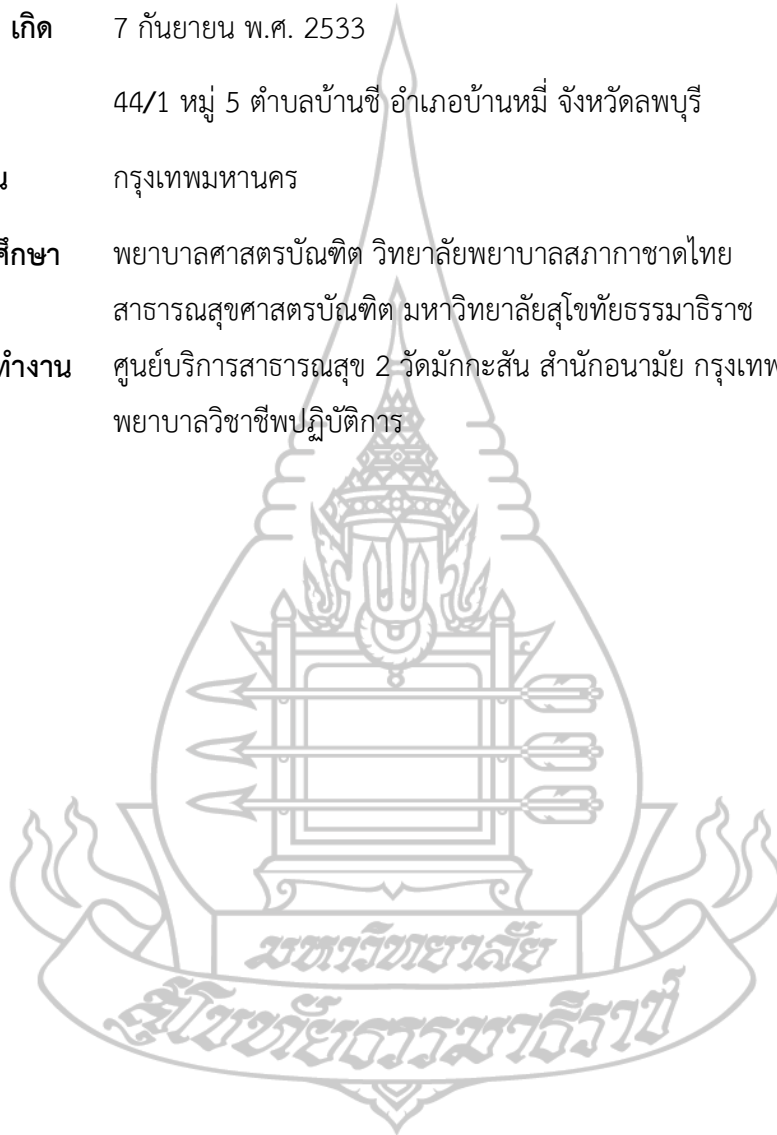 เกิด 7 กันยายน พ.ศ. 2533
44/1 หมู่ 5 ตำบลบ้านชี อำเภอบ้านหมี่ จังหวัดลพบุรี
กรุงเทพมหานคร
ศึกษา พยาบาลศาสตรบัณฑิต วิทยาลัยพยาบาลสภากาชาดไทย
สาธารณสุขศาสตรบัณฑิต มหาวิทยาลัยสุโขทัยธรรมาธิราช
ทำงาน ศูนย์บริการสาธารณสุข 2 วัดมักกะสัน สำนักอนามัย กรุงเทพ
พยาบาลวิชาชีพปฏิบัติการ
มหาวิทยาลัย
สุโขทัยธรรมาธิราช